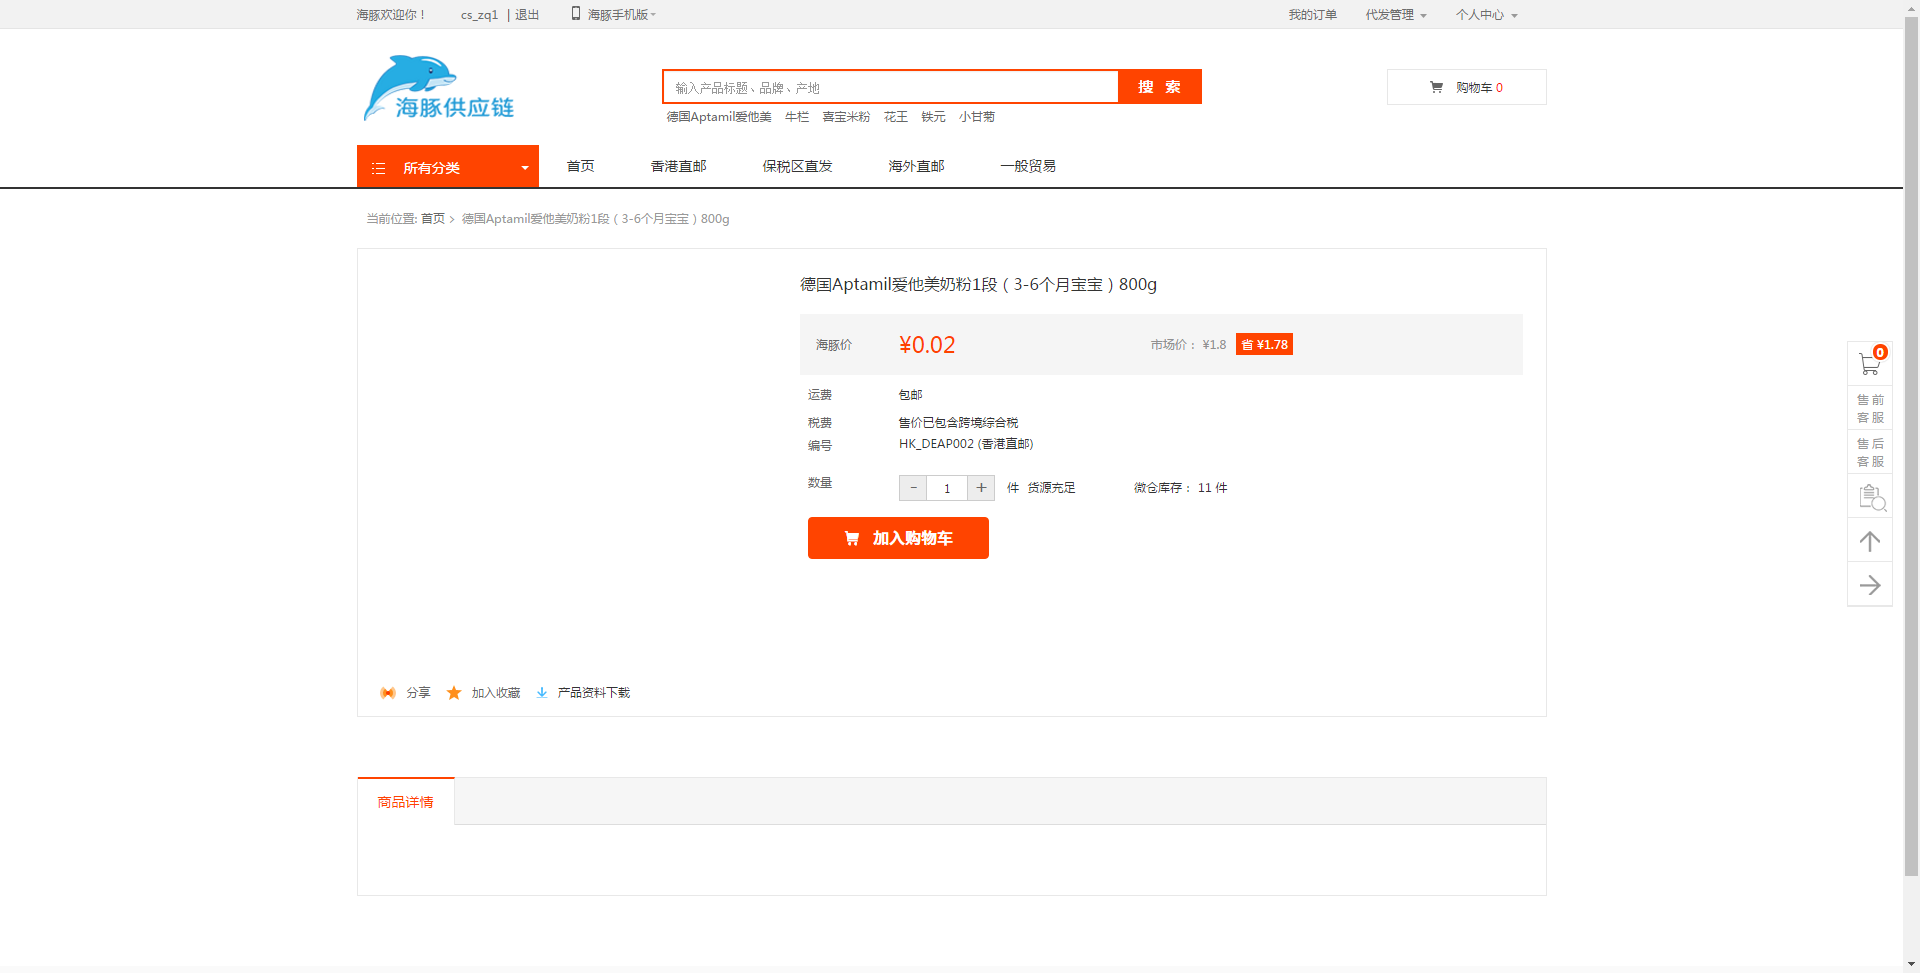 海豚欢迎你！ cs_zq1 | 退出 海豚手机版 我的订单 代发管理 个人中心
海豚供应链
输入产品标题、品牌、产地 搜 索 购物车 0
德国Aptamil爱他美 牛栏 喜宝米粉 花王 铁元 小甘菊
所有分类 首页 香港直邮 保税区直发 海外直邮 一般贸易
当前位置: 首页 > 德国Aptamil爱他美奶粉1段（3-6个月宝宝）800g
德国Aptamil爱他美奶粉1段（3-6个月宝宝）800g
海豚价 ¥0.02 市场价： ¥1.8 省 ¥1.78
运费 包邮
税费 售价已包含跨境综合税
编号 HK_DEAP002 (香港直邮)
数量 - 1 + 件 货源充足 微仓库存： 11 件
加入购物车
分享 加入收藏 产品资料下载
商品详情
0
售前
客服
售后
客服